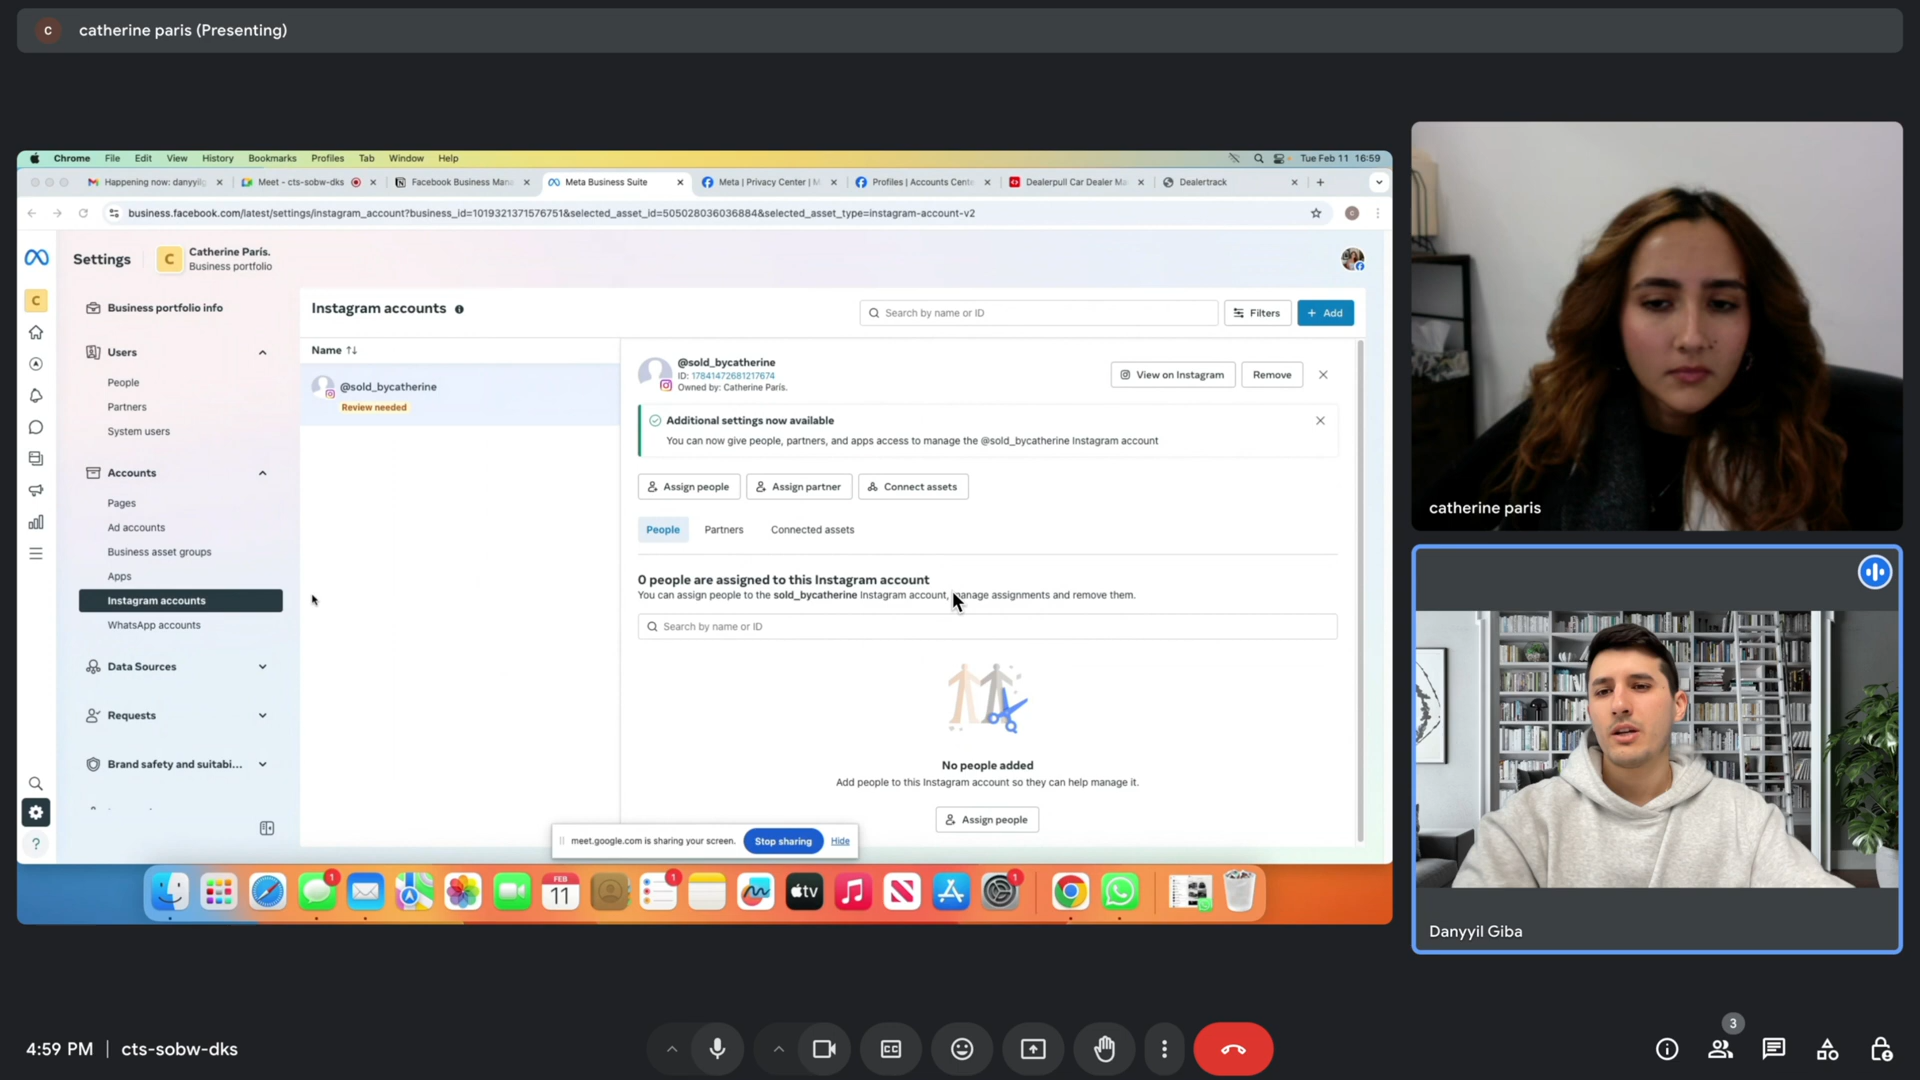 C catherine paris (Presenting)
Chrome File Edit View History Bookmarks Profiles Tab Window Help Tue Feb 11 16:59
Happening now: danyyilg Meet - cts-sobw-dks Facebook Business Mana Meta Business Suite Meta | Privacy Center | M Profiles | Accounts Cente Dealerpull Car Dealer Ma Dealertrack
business.facebook.com/latest/settings/instagram_account?business_id=1019321371576751&selected_asset_id=505028036036884&selected_asset_type=instagram-account-v2
Settings
C
Catherine París.
Business portfolio
C
Business portfolio info
Users
People
Partners
System users
Accounts
Pages
Ad accounts
Business asset groups
Apps
Instagram accounts
WhatsApp accounts
Data Sources
Requests
Brand safety and suitabi...
Instagram accounts
Search by name or ID
Filters
+ Add
Name
@sold_bycatherine
Review needed
@sold_bycatherine
ID: 17841472681217674
Owned by: Catherine Paris.
View on Instagram
Remove
Additional settings now available
You can now give people, partners, and apps access to manage the @sold_bycatherine Instagram account
Assign people
Assign partner
Connect assets
People
Partners
Connected assets
0 people are assigned to this Instagram account
You can assign people to the sold_bycatherine Instagram account, manage assignments and remove them.
Search by name or ID
No people added
Add people to this Instagram account so they can help manage it.
Assign people
meet.google.com is sharing your screen.
Stop sharing
Hide
1
FEB
11
1
tv
1
catherine paris
Danyyil Giba
4:59 PM | cts-sobw-dks
CC
3